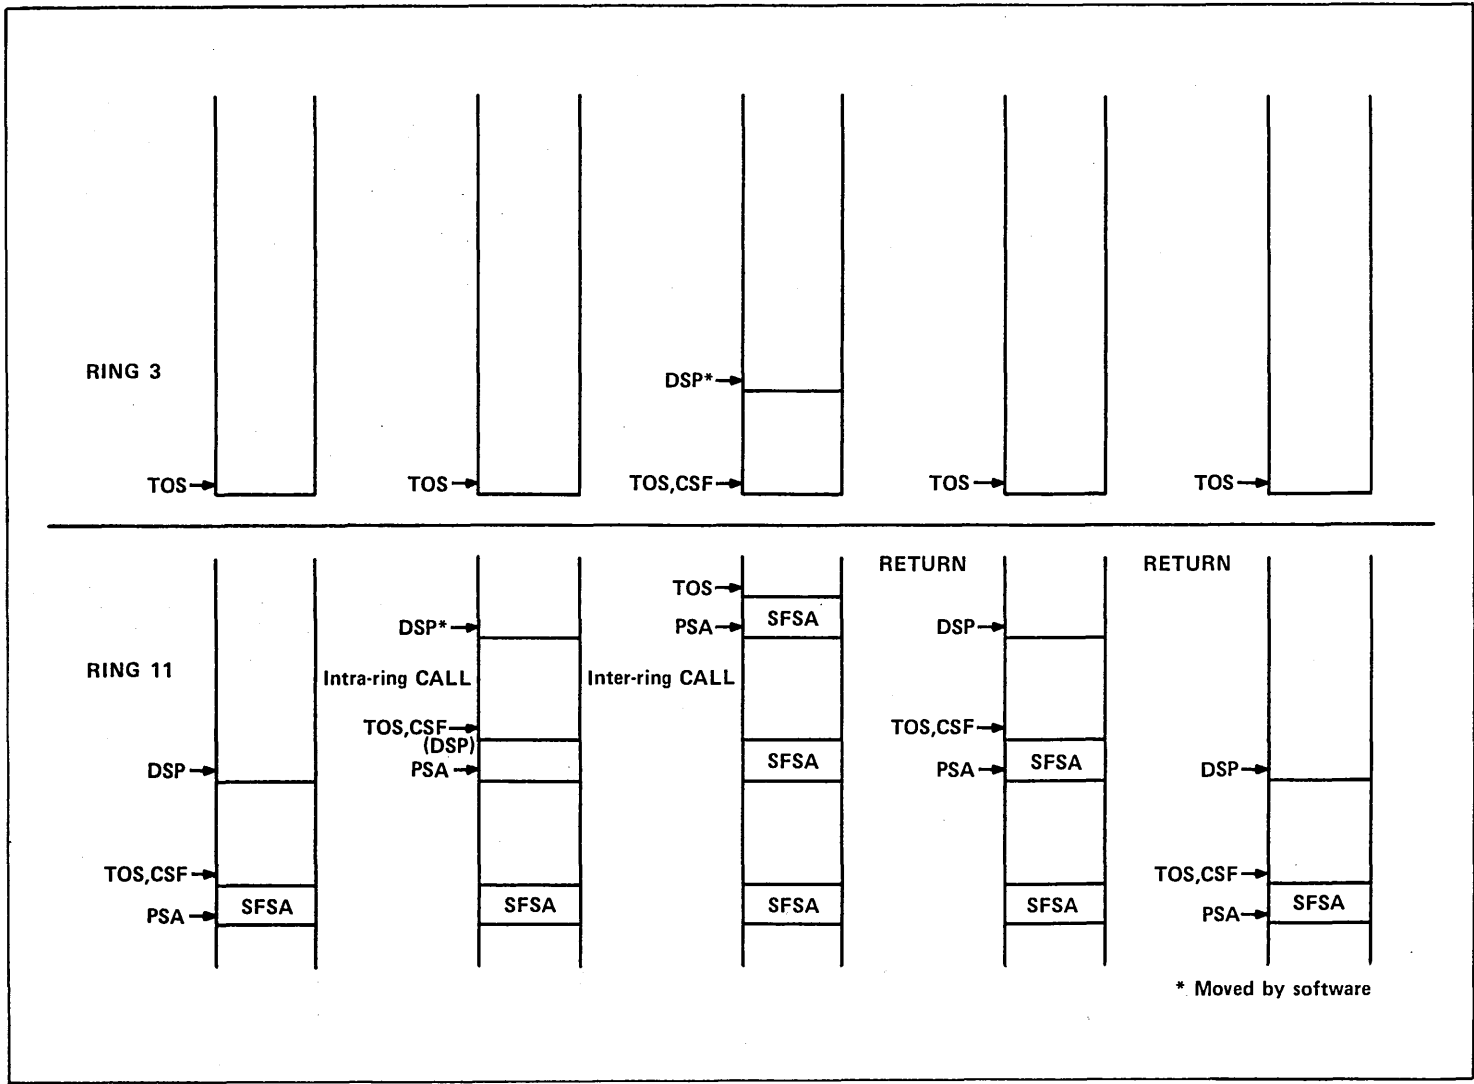 RING 3
DSP*
TOS
TOS
TOS,CSF
TOS
TOS
RETURN
RETURN
TOS
SFSA
DSP*
PSA
DSP
RING 11
Intra-ring CALL
Inter-ring CALL
TOS,CSF
TOS,CSF
(DSP)
DSP
PSA
SFSA
PSA
SFSA
DSP
TOS,CSF
TOS,CSF
PSA
SFSA
SFSA
SFSA
SFSA
PSA
SFSA
* Moved by software